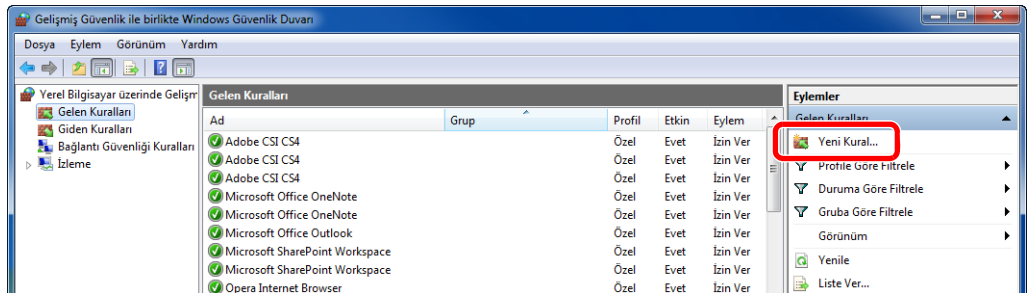 Gelişmiş Güvenlik ile birlikte Windows Güvenlik Duvarı
Dosya Eylem Görünüm Yardım
Yerel Bilgisayar üzerinde Gelişm
Gelen Kuralları
Giden Kuralları
Bağlantı Güvenliği Kuralları
İzleme
Gelen Kuralları
Ad Grup Profil Etkin Eylem
Adobe CSI CS4 Özel Evet İzin Ver
Adobe CSI CS4 Özel Evet İzin Ver
Adobe CSI CS4 Özel Evet İzin Ver
Microsoft Office OneNote Özel Evet İzin Ver
Microsoft Office OneNote Özel Evet İzin Ver
Microsoft Office Outlook Özel Evet İzin Ver
Microsoft SharePoint Workspace Özel Evet İzin Ver
Microsoft SharePoint Workspace Özel Evet İzin Ver
Opera Internet Browser Özel Evet İzin Ver
Eylemler
Gelen Kuralları
Yeni Kural...
Profile Göre Filtrele
Duruma Göre Filtrele
Gruba Göre Filtrele
Görünüm
Yenile
Liste Ver...